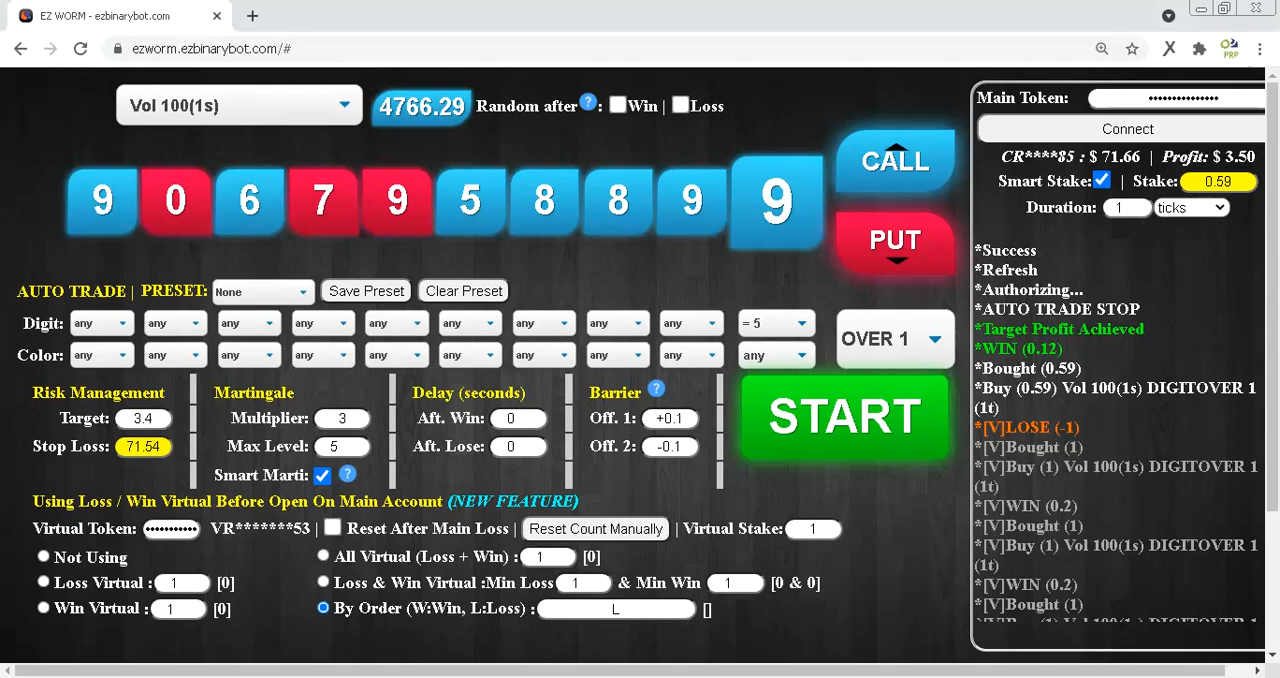 EZ WORM - ezbinarybot.com
ezworm.ezbinarybot.com/#
PRP
Vol 100(1s)
4766.29
Random after ? : Win | Loss
9 0 6 7 9 5 8 8 9 9
CALL
PUT
AUTO TRADE | PRESET: None Save Preset Clear Preset
Digit: any any any any any any any any any = 5
Color: any any any any any any any any any any
OVER 1
Risk Management
Target: 3.4
Stop Loss: 71.54
Martingale
Multiplier: 3
Max Level: 5
Smart Marti: ?
Delay (seconds)
Aft. Win: 0
Aft. Lose: 0
Barrier ?
Off. 1: +0.1
Off. 2: -0.1
START
Using Loss / Win Virtual Before Open On Main Account (NEW FEATURE)
Virtual Token: ••••••••••• VR*******53 | Reset After Main Loss | Reset Count Manually | Virtual Stake: 1
Not Using
All Virtual (Loss + Win) : 1 [0]
Loss Virtual : 1 [0]
Loss & Win Virtual :Min Loss 1 & Min Win 1 [0 & 0]
Win Virtual : 1 [0]
By Order (W:Win, L:Loss) : L []
Main Token: •••••••••••••••
Connect
CR****85 : $ 71.66 | Profit: $ 3.50
Smart Stake: | Stake: 0.59
Duration: 1 ticks
*Success
*Refresh
*Authorizing...
*AUTO TRADE STOP
*Target Profit Achieved
*WIN (0.12)
*Bought (0.59)
*Buy (0.59) Vol 100(1s) DIGITOVER 1
(1t)
*[V]LOSE (-1)
*[V]Bought (1)
*[V]Buy (1) Vol 100(1s) DIGITOVER 1
(1t)
*[V]WIN (0.2)
*[V]Bought (1)
*[V]Buy (1) Vol 100(1s) DIGITOVER 1
(1t)
*[V]WIN (0.2)
*[V]Bought (1)
*[V]Buy (1) Vol 100(1s) DIGITOVER 1